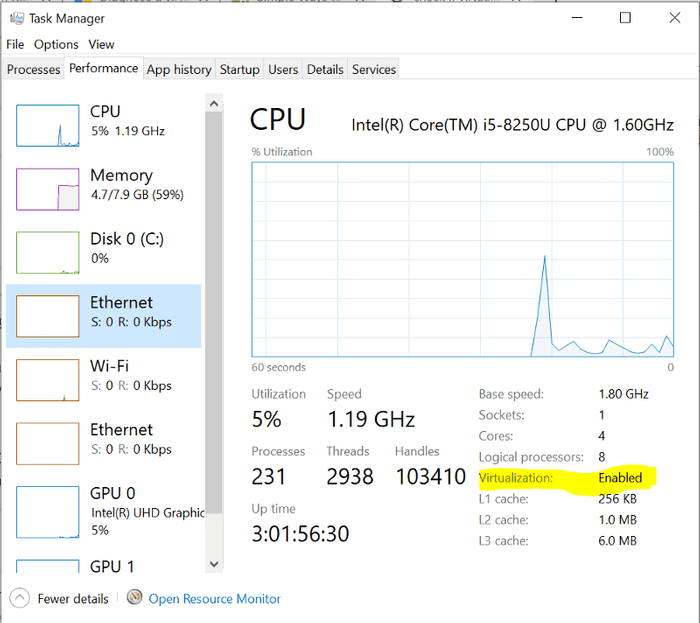 Task Manager
File Options View
Processes Performance App history Startup Users Details Services
CPU
5% 1.19 GHz
Memory
4.7/7.9 GB (59%)
Disk 0 (C:)
0%
Ethernet
S: 0 R: 0 Kbps
Wi-Fi
S: 0 R: 0 Kbps
Ethernet
S: 0 R: 0 Kbps
GPU 0
Intel(R) UHD Graphic
5%
GPU 1
CPU Intel(R) Core(TM) i5-8250U CPU @ 1.60GHz
% Utilization 100%
60 seconds 0
Utilization Speed
5% 1.19 GHz
Processes Threads Handles
231 2938 103410
Up time
3:01:56:30
Base speed: 1.80 GHz
Sockets: 1
Cores: 4
Logical processors: 8
Virtualization: Enabled
L1 cache: 256 KB
L2 cache: 1.0 MB
L3 cache: 6.0 MB
Fewer details Open Resource Monitor